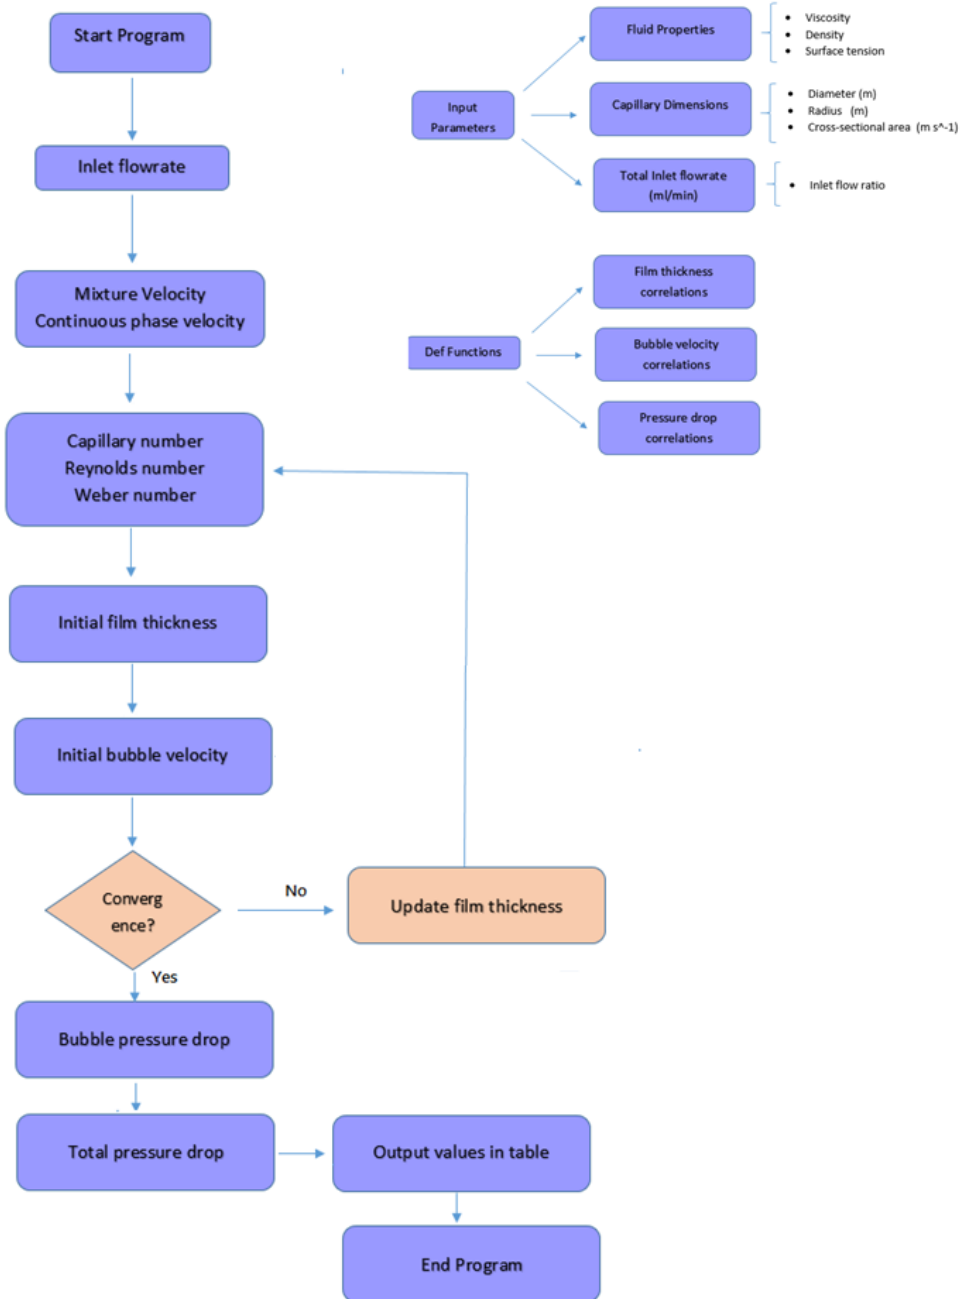 Start Program
Inlet flowrate
Mixture Velocity
Continuous phase velocity
Capillary number
Reynolds number
Weber number
Initial film thickness
Initial bubble velocity
Converg
ence?
No
Update film thickness
Yes
Bubble pressure drop
Total pressure drop
Output values in table
End Program
Input
Parameters
Fluid Properties
• Viscosity
• Density
• Surface tension
Capillary Dimensions
• Diameter (m)
• Radius (m)
• Cross-sectional area (m s^-1)
Total Inlet flowrate
(ml/min)
• Inlet flow ratio
Def Functions
Film thickness
correlations
Bubble velocity
correlations
Pressure drop
correlations